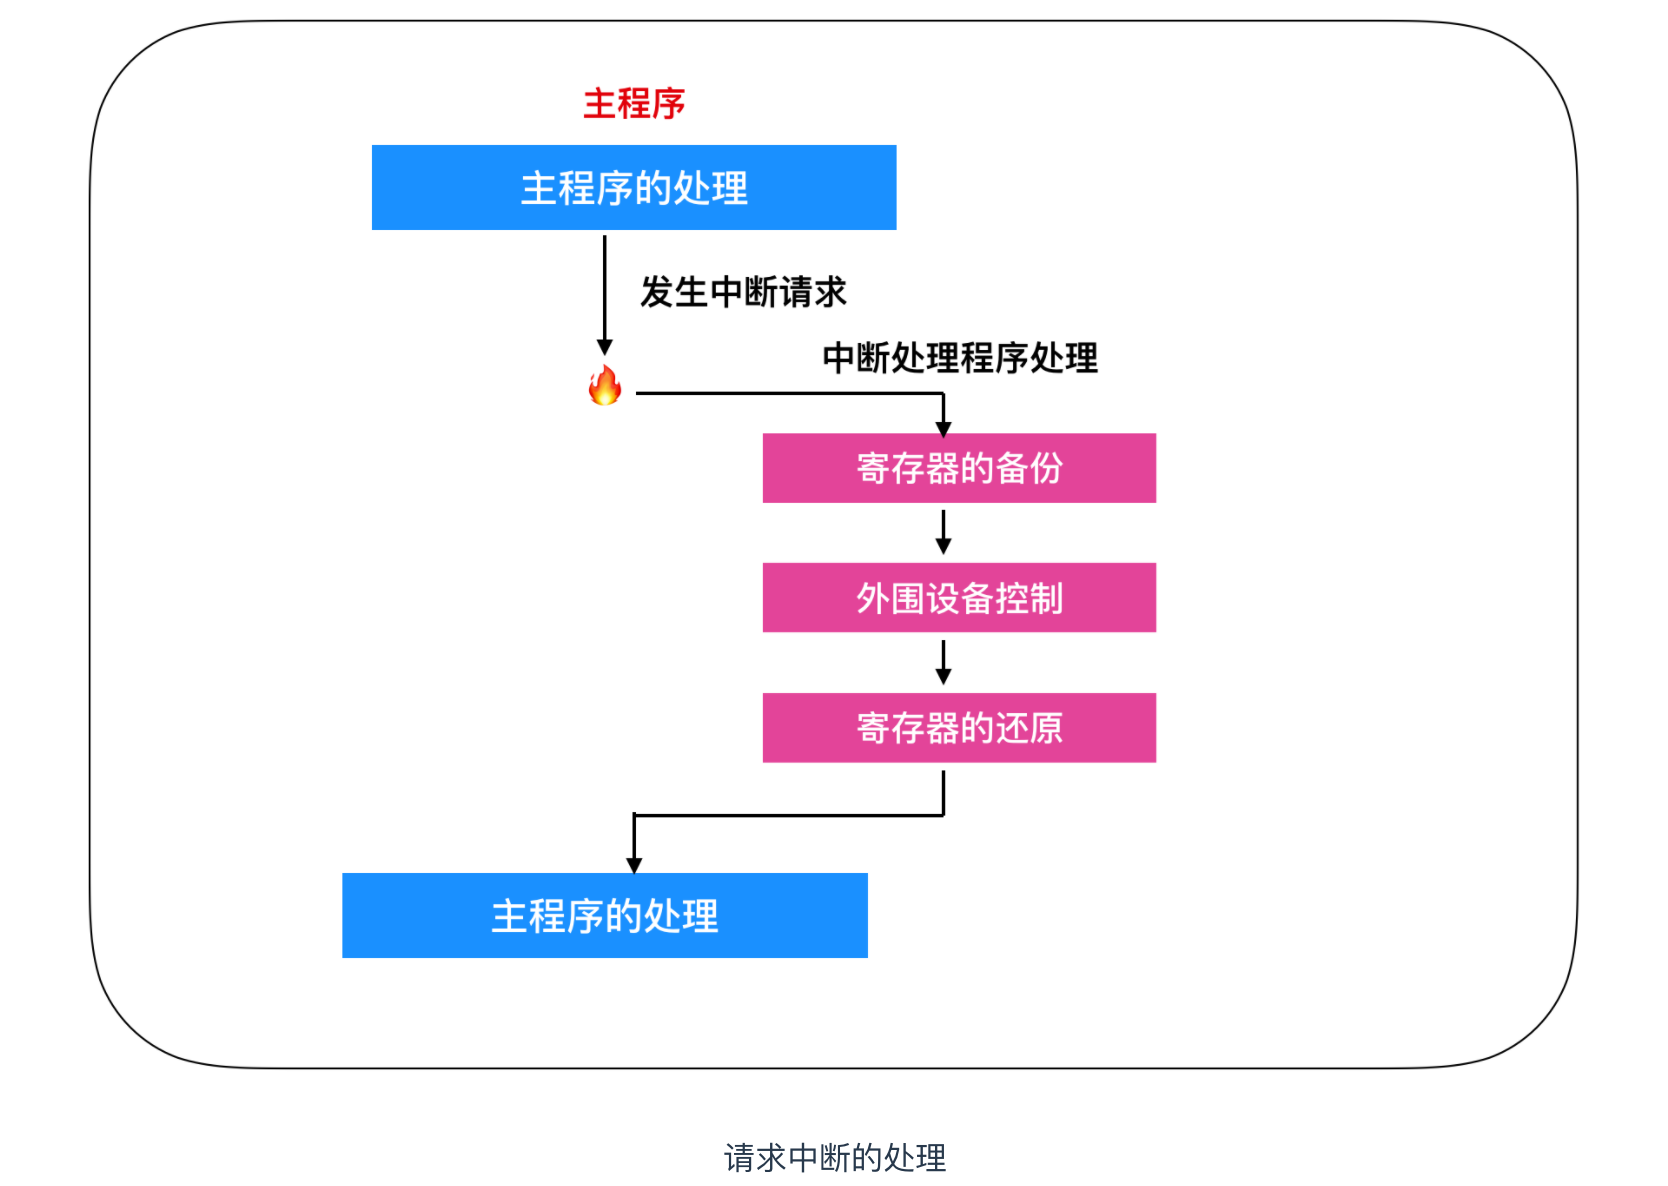 主程序
主程序的处理
发生中断请求
中断处理程序处理
寄存器的备份
外围设备控制
寄存器的还原
主程序的处理
请求中断的处理